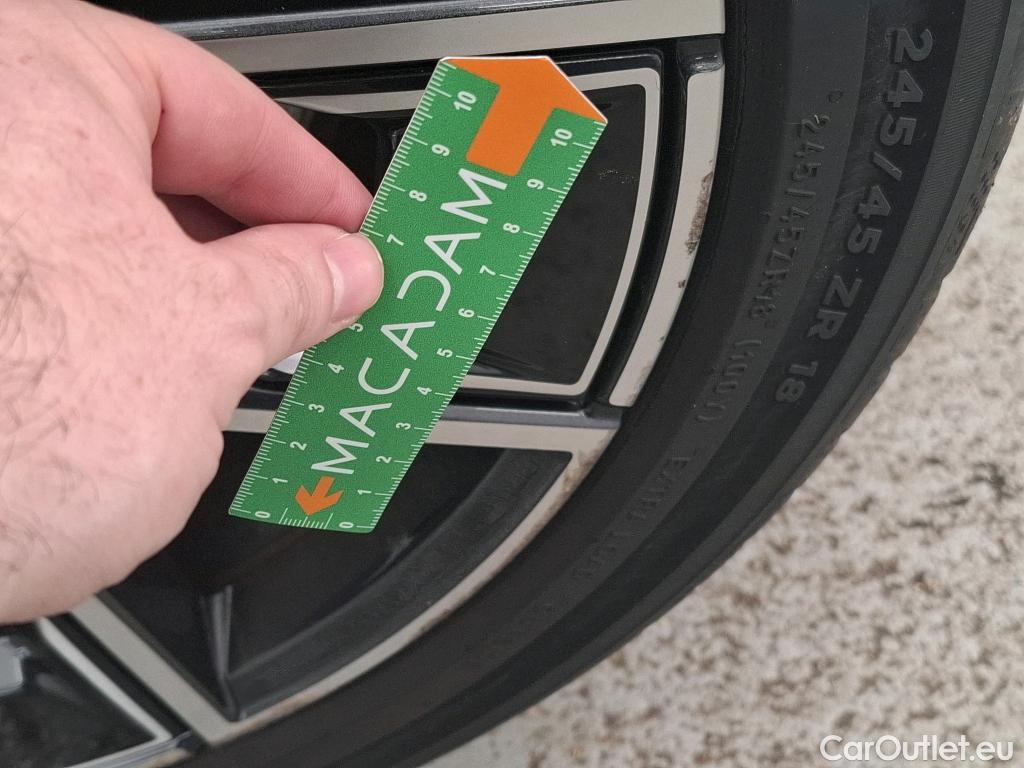 MACADAM
10 9 8 7 5 4 3 2 1 0
10 9 8 7 6 5 4 3 2 1 0
245/45 ZR 18
245/45ZR18 (100Y)
CarOutlet.eu